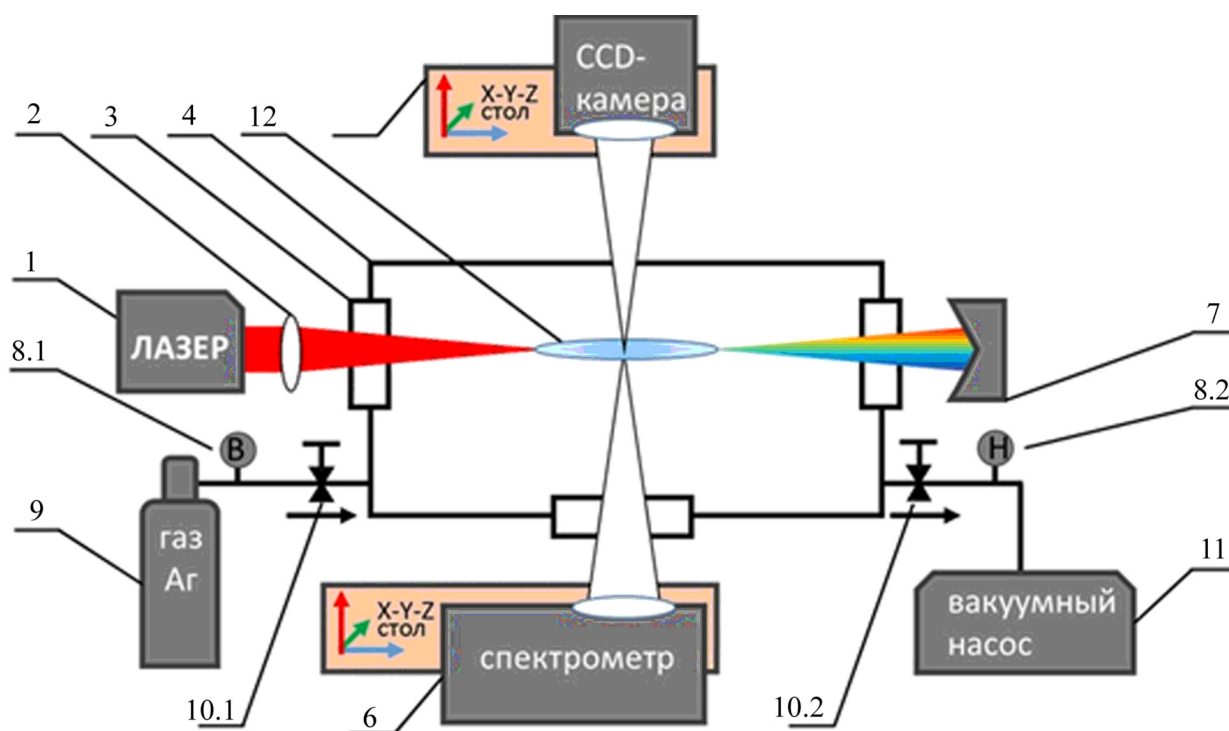 CCD-
камера
X-Y-Z
стол
2
3
4
12
1
ЛАЗЕР
7
8.1
8.2
В
Н
9
газ
Аг
X-Y-Z
стол
спектрометр
вакуумный
насос
11
10.1
6
10.2